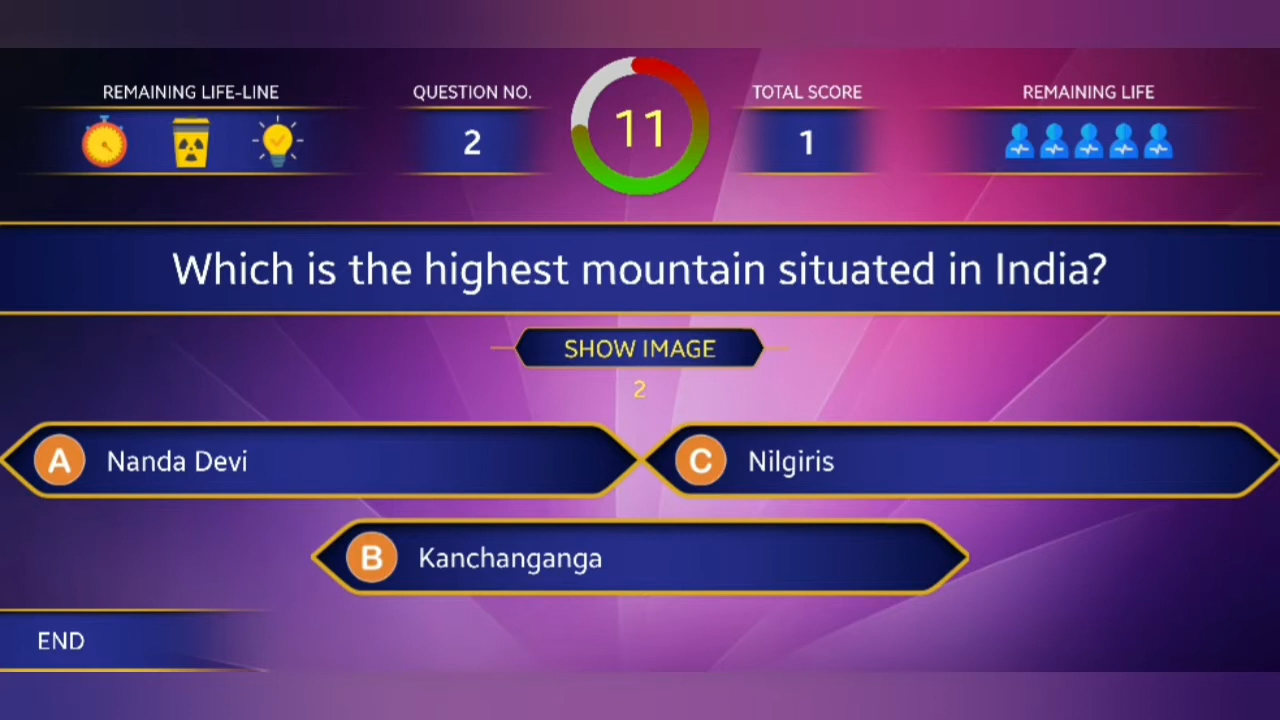 REMAINING LIFE-LINE
QUESTION NO.
2
11
TOTAL SCORE
1
REMAINING LIFE
Which is the highest mountain situated in India?
SHOW IMAGE
2
A Nanda Devi
C Nilgiris
B Kanchanganga
END